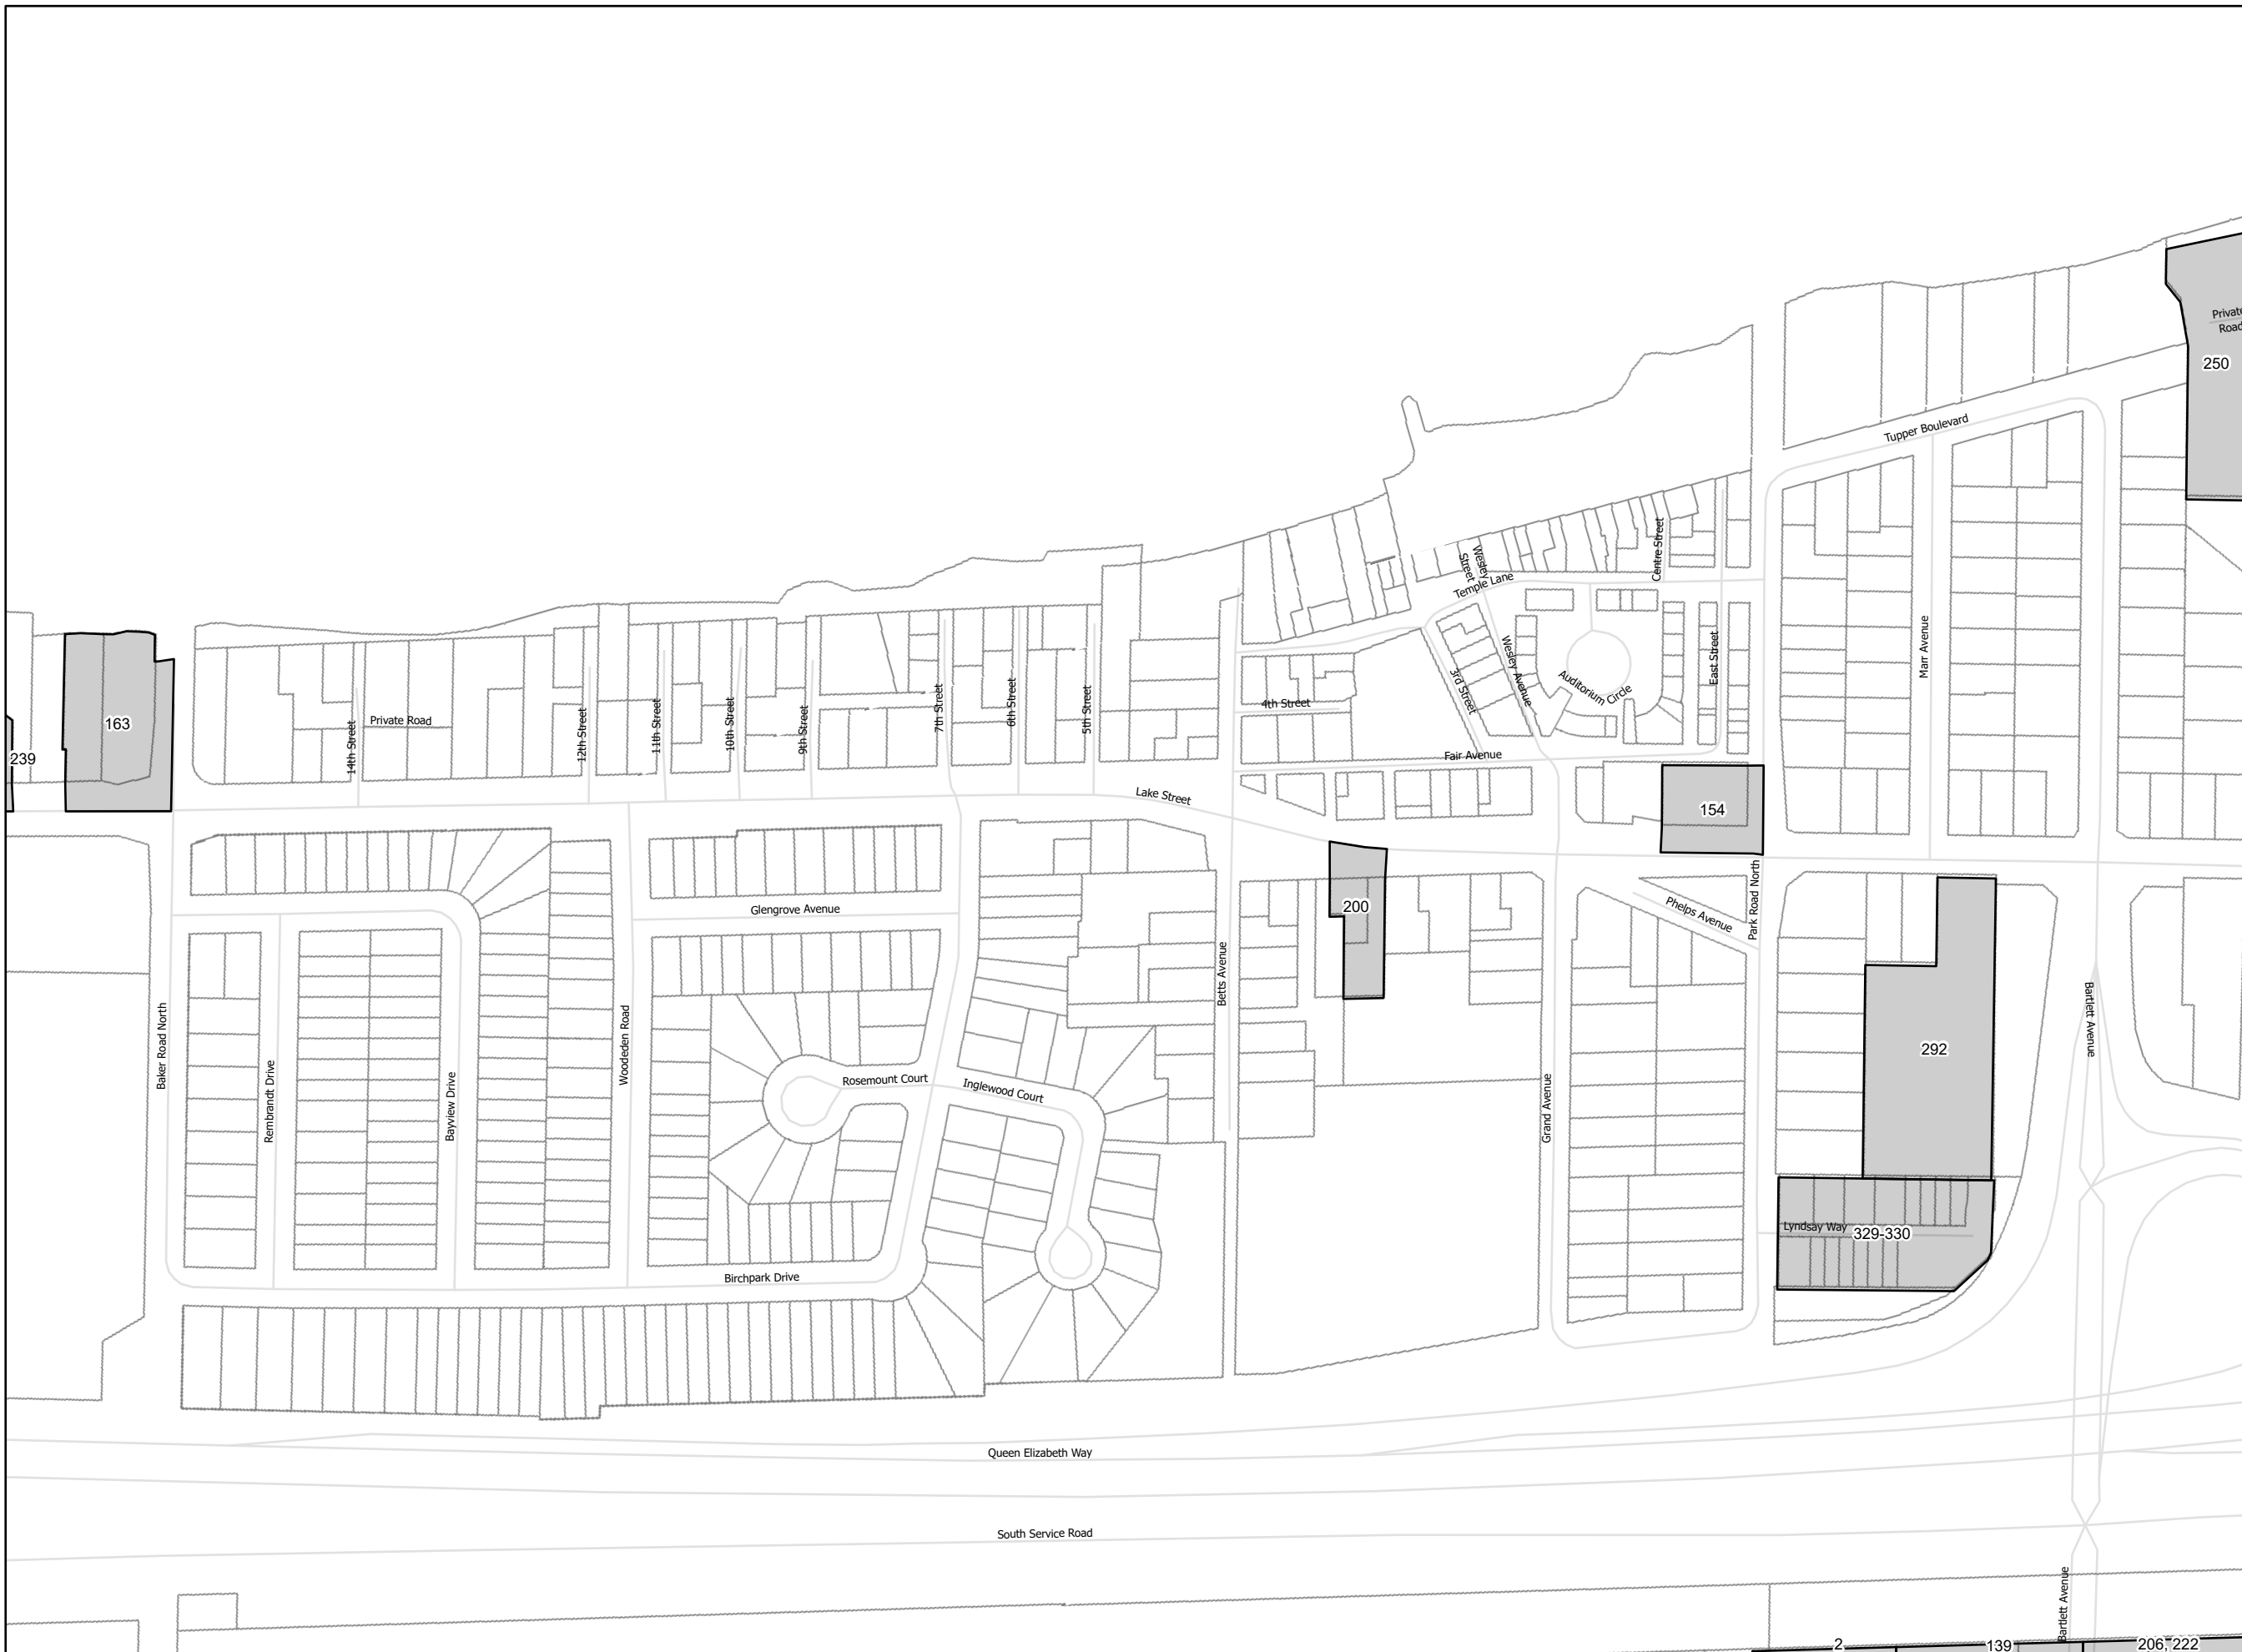 Private
Road
250
Tupper Boulevard
Centre Street
Wesley
Street
Temple Lane
Marr Avenue
East Street
Wesley Avenue
Auditorium Circle
3rd Street
4th Street
5th Street
6th Street
7th Street
9th Street
10th Street
11th Street
12th Street
14th Street
Private Road
163
239
Fair Avenue
Lake Street
154
200
Park Road North
Phelps Avenue
Glengrove Avenue
Betts Avenue
Baker Road North
Rembrandt Drive
Bayview Drive
Woodeden Road
Rosemount Court
Inglewood Court
Grand Avenue
Bartlett Avenue
292
Lyndsay Way
329-330
Birchpark Drive
Queen Elizabeth Way
South Service Road
Bartlett Avenue
2
139
206, 222